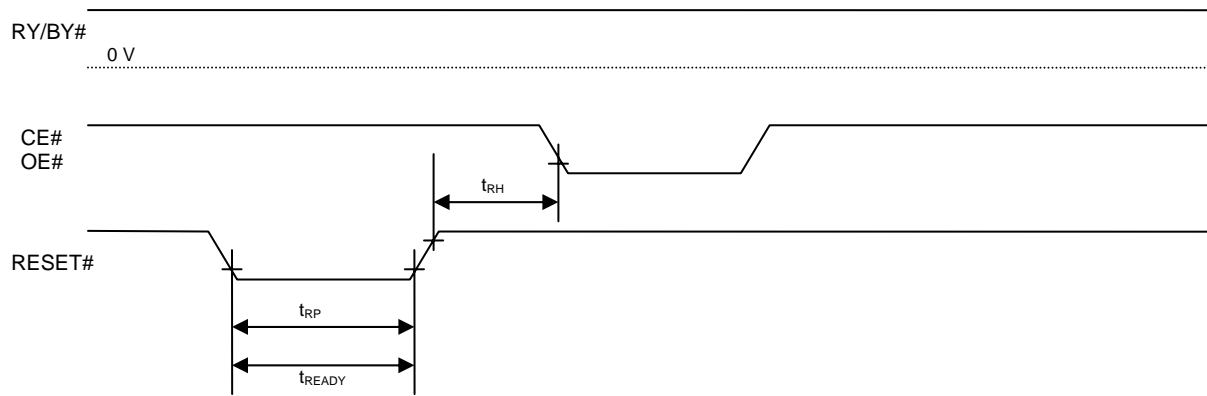 RY/BY#
0 V
CE#
OE#
tRH
RESET#
tRP
tREADY